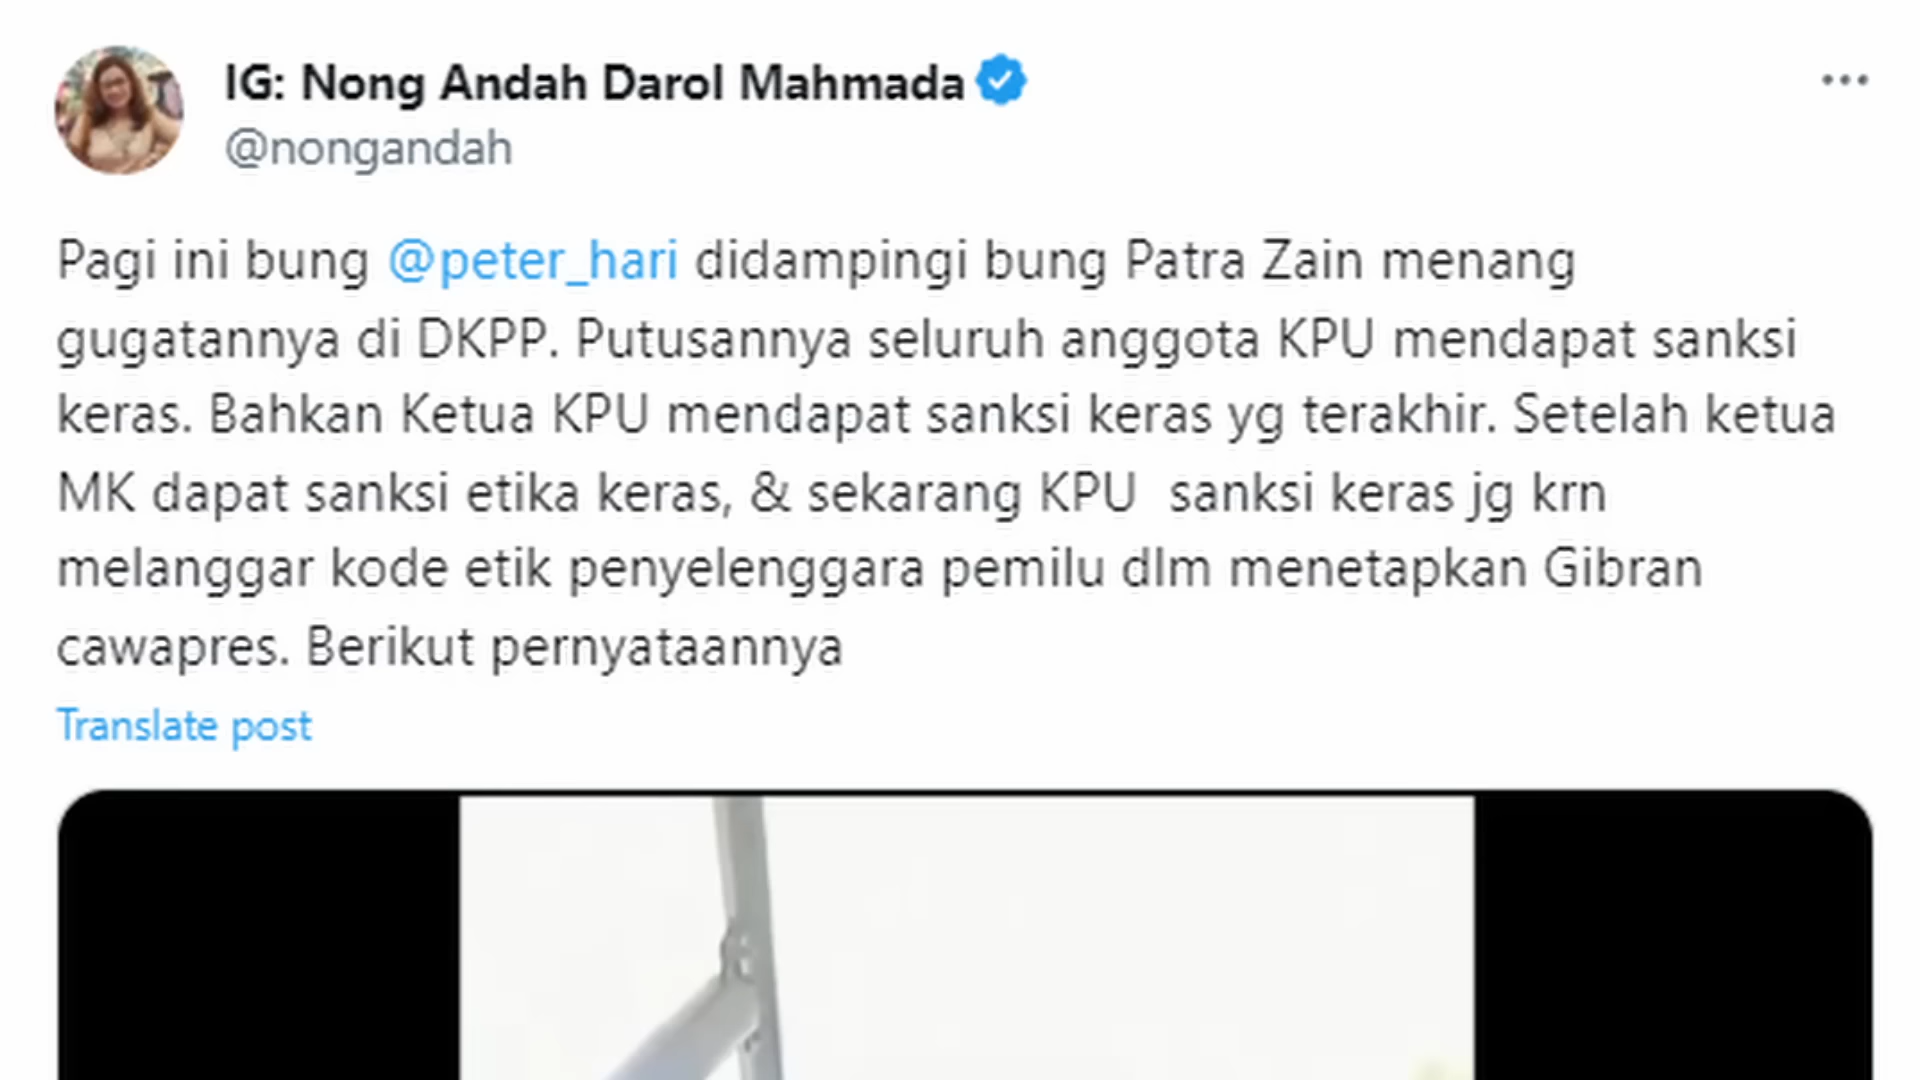 IG: Nong Andah Darol Mahmada
@nongandah
Pagi ini bung @peter_hari didampingi bung Patra Zain menang
gugatannya di DKPP. Putusannya seluruh anggota KPU mendapat sanksi
keras. Bahkan Ketua KPU mendapat sanksi keras yg terakhir. Setelah ketua
MK dapat sanksi etika keras, & sekarang KPU  sanksi keras jg krn
melanggar kode etik penyelenggara pemilu dlm menetapkan Gibran
cawapres. Berikut pernyataannya
Translate post